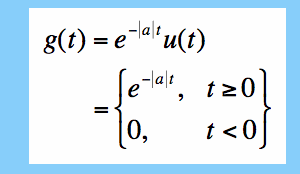 g(t) = e^{-|a|t} u(t)
= { e^{-|a|t}, t ≥ 0
0, t < 0 }